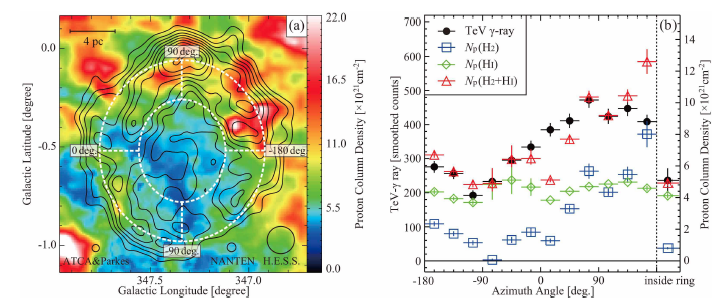 (a)
4 pc
90 deg.
0 deg.
-180 deg.
-90 deg.
ATCA&Parkes
NANTEN
H.E.S.S.
0.0
-0.5
-1.0
Galactic Latitude [degree]
347.5
347.0
Galactic Longitude [degree]
22.0
16.5
11.0
5.5
0.0
Proton Column Density [×10²¹cm⁻²]
(b)
TeV γ-ray
Np(H2)
Np(HI)
Np(H2+HI)
700
600
500
400
300
200
100
0
TeV-γ ray [smoothed counts]
-180
-90
0
90
inside ring
Azimuth Angle [deg.]
14
12
10
8
6
4
2
0
Proton Column Density [×10²¹cm⁻²]